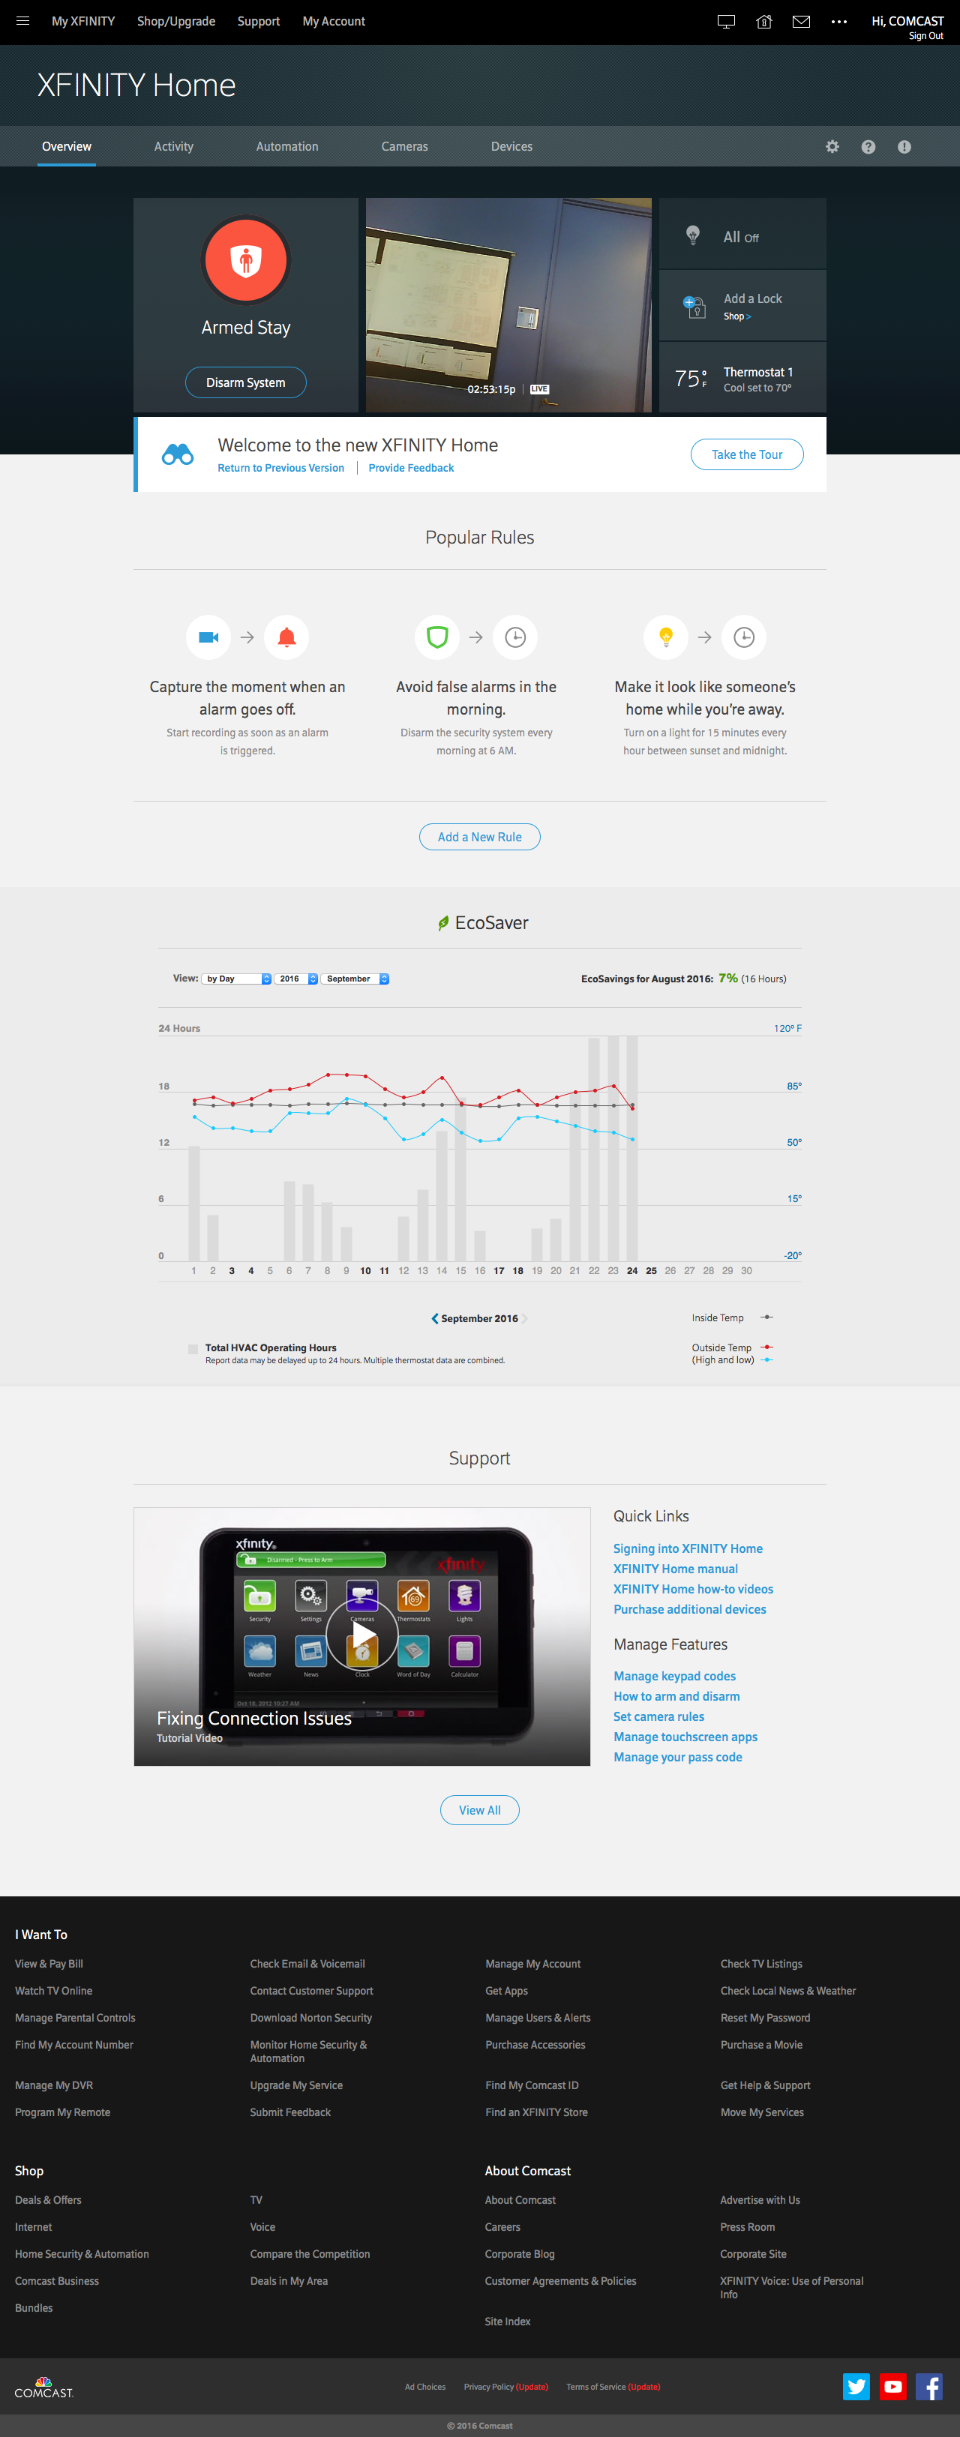 My XFINITY Shop/Upgrade Support My Account Hi, COMCAST
Sign Out
XFINITY Home
Overview Activity Automation Cameras Devices
Armed Stay
Disarm System
02:53:15p LIVE
All Off
Add a Lock
Shop >
75° F Thermostat 1
Cool set to 70°
Welcome to the new XFINITY Home
Return to Previous Version Provide Feedback
Take the Tour
Popular Rules
Capture the moment when an
alarm goes off.
Start recording as soon as an alarm
is triggered.
Avoid false alarms in the
morning.
Disarm the security system every
morning at 6 AM.
Make it look like someone's
home while you're away.
Turn on a light for 15 minutes every
hour between sunset and midnight.
Add a New Rule
EcoSaver
View: by Day 2016 September EcoSavings for August 2016: 7% (16 Hours)
24 Hours 120° F
18 85°
12 50°
6 15°
0 -20°
1 2 3 4 5 6 7 8 9 10 11 12 13 14 15 16 17 18 19 20 21 22 23 24 25 26 27 28 29 30
September 2016
Inside Temp
Total HVAC Operating Hours
Report data may be delayed up to 24 hours. Multiple thermostat data are combined.
Outside Temp
(High and low)
Support
xfinity
Disarmed - Press to Arm
xfinity
69
Security Settings Cameras Thermostats Lights
Weather News Clock Word of Day Calculator
Oct 18, 2012 10:27 AM
Fixing Connection Issues
Tutorial Video
Quick Links
Signing into XFINITY Home
XFINITY Home manual
XFINITY Home how-to videos
Purchase additional devices
Manage Features
Manage keypad codes
How to arm and disarm
Set camera rules
Manage touchscreen apps
Manage your pass code
View All
I Want To
View & Pay Bill Check Email & Voicemail Manage My Account Check TV Listings
Watch TV Online Contact Customer Support Get Apps Check Local News & Weather
Manage Parental Controls Download Norton Security Manage Users & Alerts Reset My Password
Find My Account Number Monitor Home Security & Purchase Accessories Purchase a Movie
Automation
Manage My DVR Upgrade My Service Find My Comcast ID Get Help & Support
Program My Remote Submit Feedback Find an XFINITY Store Move My Services
Shop About Comcast
Deals & Offers TV About Comcast Advertise with Us
Internet Voice Careers Press Room
Home Security & Automation Compare the Competition Corporate Blog Corporate Site
Comcast Business Deals in My Area Customer Agreements & Policies XFINITY Voice: Use of Personal
Info
Bundles
Site Index
COMCAST Ad Choices Privacy Policy (Update) Terms of Service (Update)
© 2016 Comcast